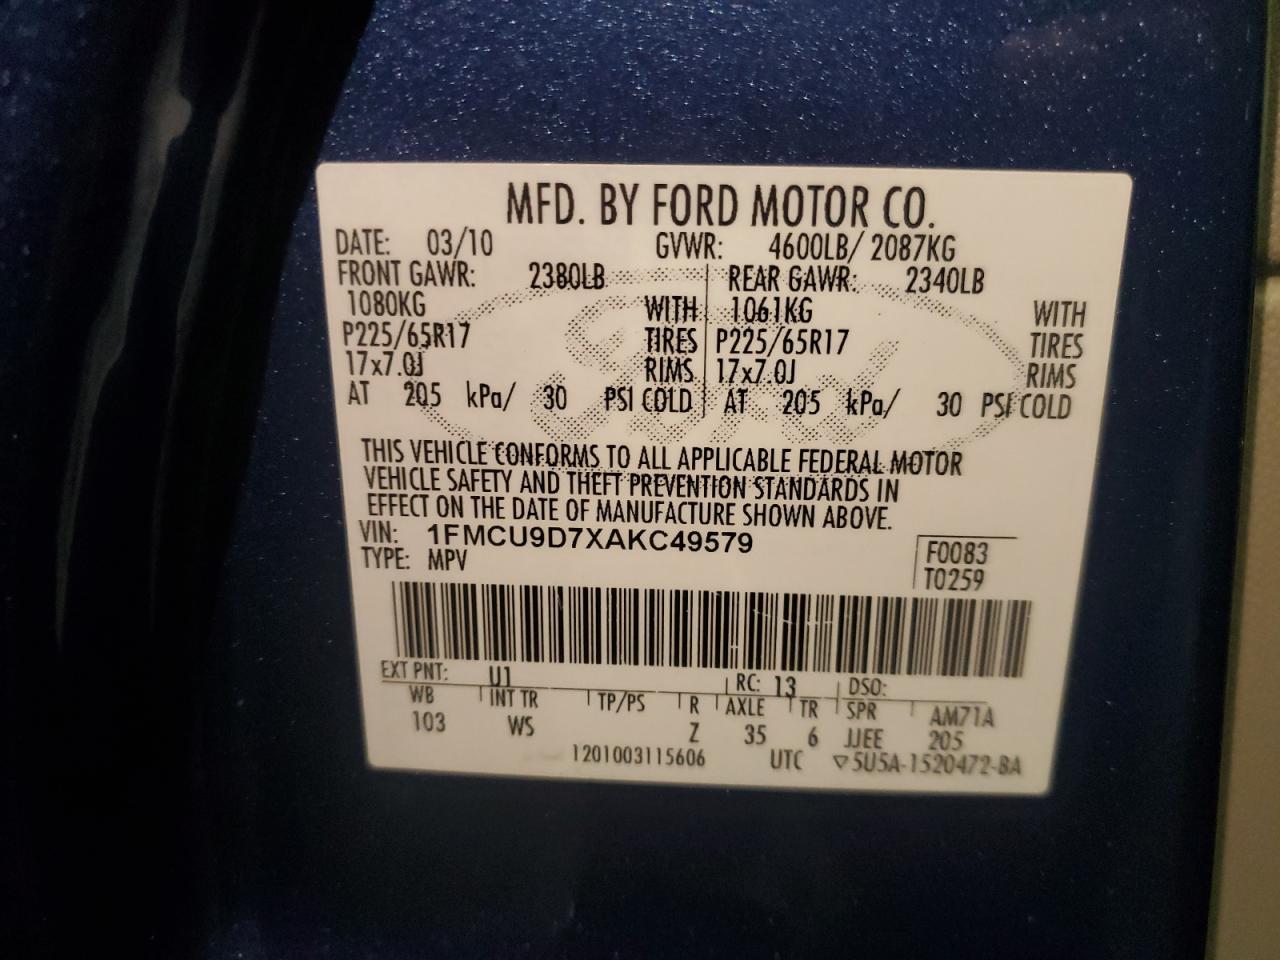 MFD. BY FORD MOTOR CO.
DATE: 03/10 GVWR: 4600LB/ 2087KG
FRONT GAWR: 2380LB REAR GAWR: 2340LB
1080KG WITH 1061KG WITH
P225/65R17 TIRES P225/65R17 TIRES
17x7.0J RIMS 17x7.0J RIMS
AT 205 kPa/ 30 PSI COLD AT 205 kPa/ 30 PSI COLD
Ford
THIS VEHICLE CONFORMS TO ALL APPLICABLE FEDERAL MOTOR
VEHICLE SAFETY AND THEFT PREVENTION STANDARDS IN
EFFECT ON THE DATE OF MANUFACTURE SHOWN ABOVE.
VIN: 1FMCU9D7XAKC49579
TYPE: MPV
F0083
T0259
EXT PNT: U1 RC: 13 DSO:
WB INT TR TP/PS R AXLE TR SPR AM71A
103 WS Z 35 6 JJEE 205
1201003115606 UTC ▽5U5A-1520472-BA